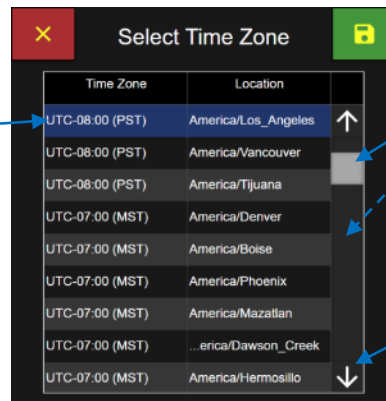 Select Time Zone
Time Zone Location
UTC-08:00 (PST) America/Los_Angeles
UTC-08:00 (PST) America/Vancouver
UTC-08:00 (PST) America/Tijuana
UTC-07:00 (MST) America/Denver
UTC-07:00 (MST) America/Boise
UTC-07:00 (MST) America/Phoenix
UTC-07:00 (MST) America/Mazatlan
UTC-07:00 (MST) ...erica/Dawson_Creek
UTC-07:00 (MST) America/Hermosillo